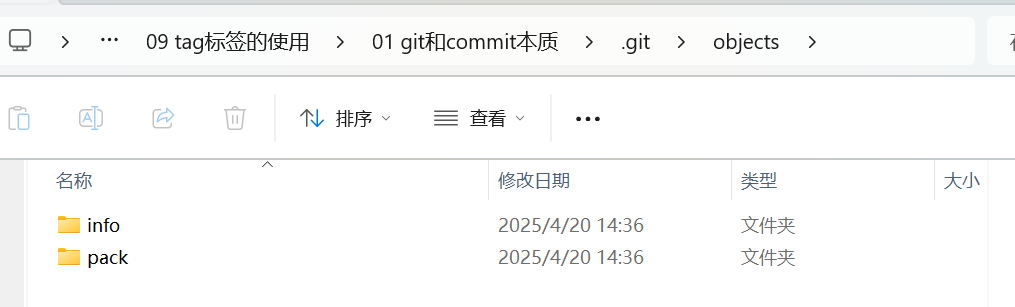 … 09 tag标签的使用 01 git和commit本质 .git objects
A 排序 查看 …
名称 修改日期 类型 大小
info 2025/4/20 14:36 文件夹
pack 2025/4/20 14:36 文件夹